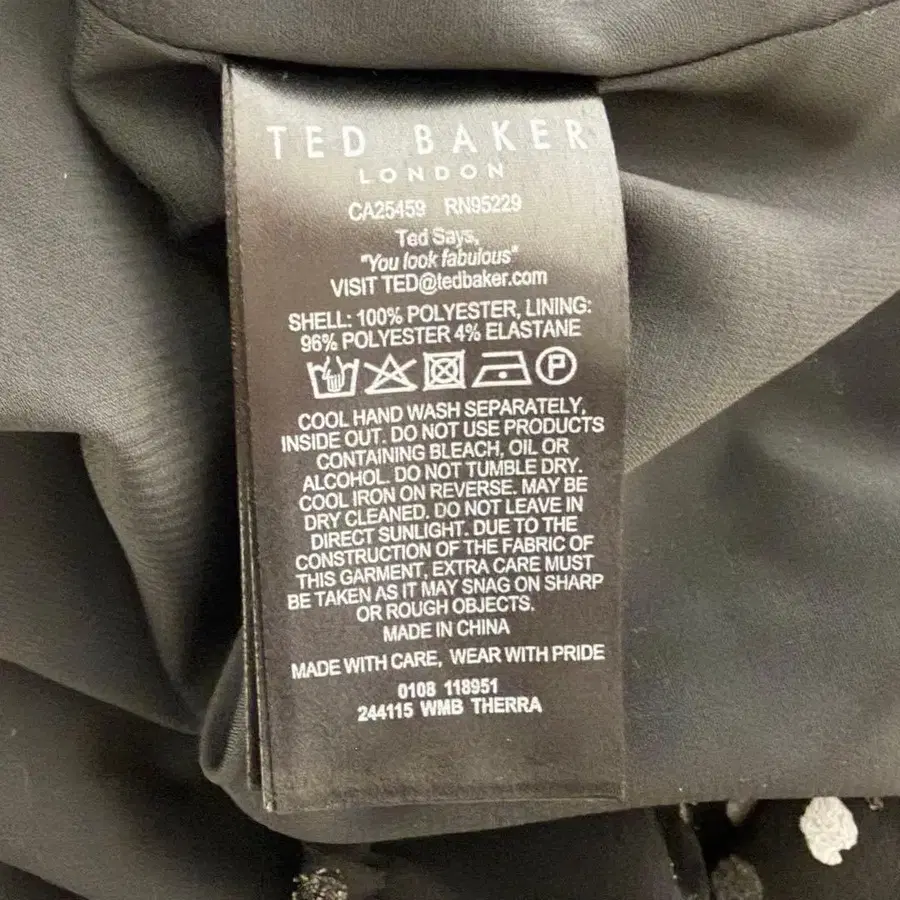 TED BAKER
LONDON
CA25459 RN95229
Ted Says,
"You look fabulous"
VISIT TED@tedbaker.com
SHELL: 100% POLYESTER, LINING:
96% POLYESTER 4% ELASTANE
P
COOL HAND WASH SEPARATELY,
INSIDE OUT. DO NOT USE PRODUCTS
CONTAINING BLEACH, OIL OR
ALCOHOL. DO NOT TUMBLE DRY.
COOL IRON ON REVERSE. MAY BE
DRY CLEANED. DO NOT LEAVE IN
DIRECT SUNLIGHT. DUE TO THE
CONSTRUCTION OF THE FABRIC OF
THIS GARMENT, EXTRA CARE MUST
BE TAKEN AS IT MAY SNAG ON SHARP
OR ROUGH OBJECTS.
MADE IN CHINA
MADE WITH CARE, WEAR WITH PRIDE
0108 118951
244115 WMB THERRA